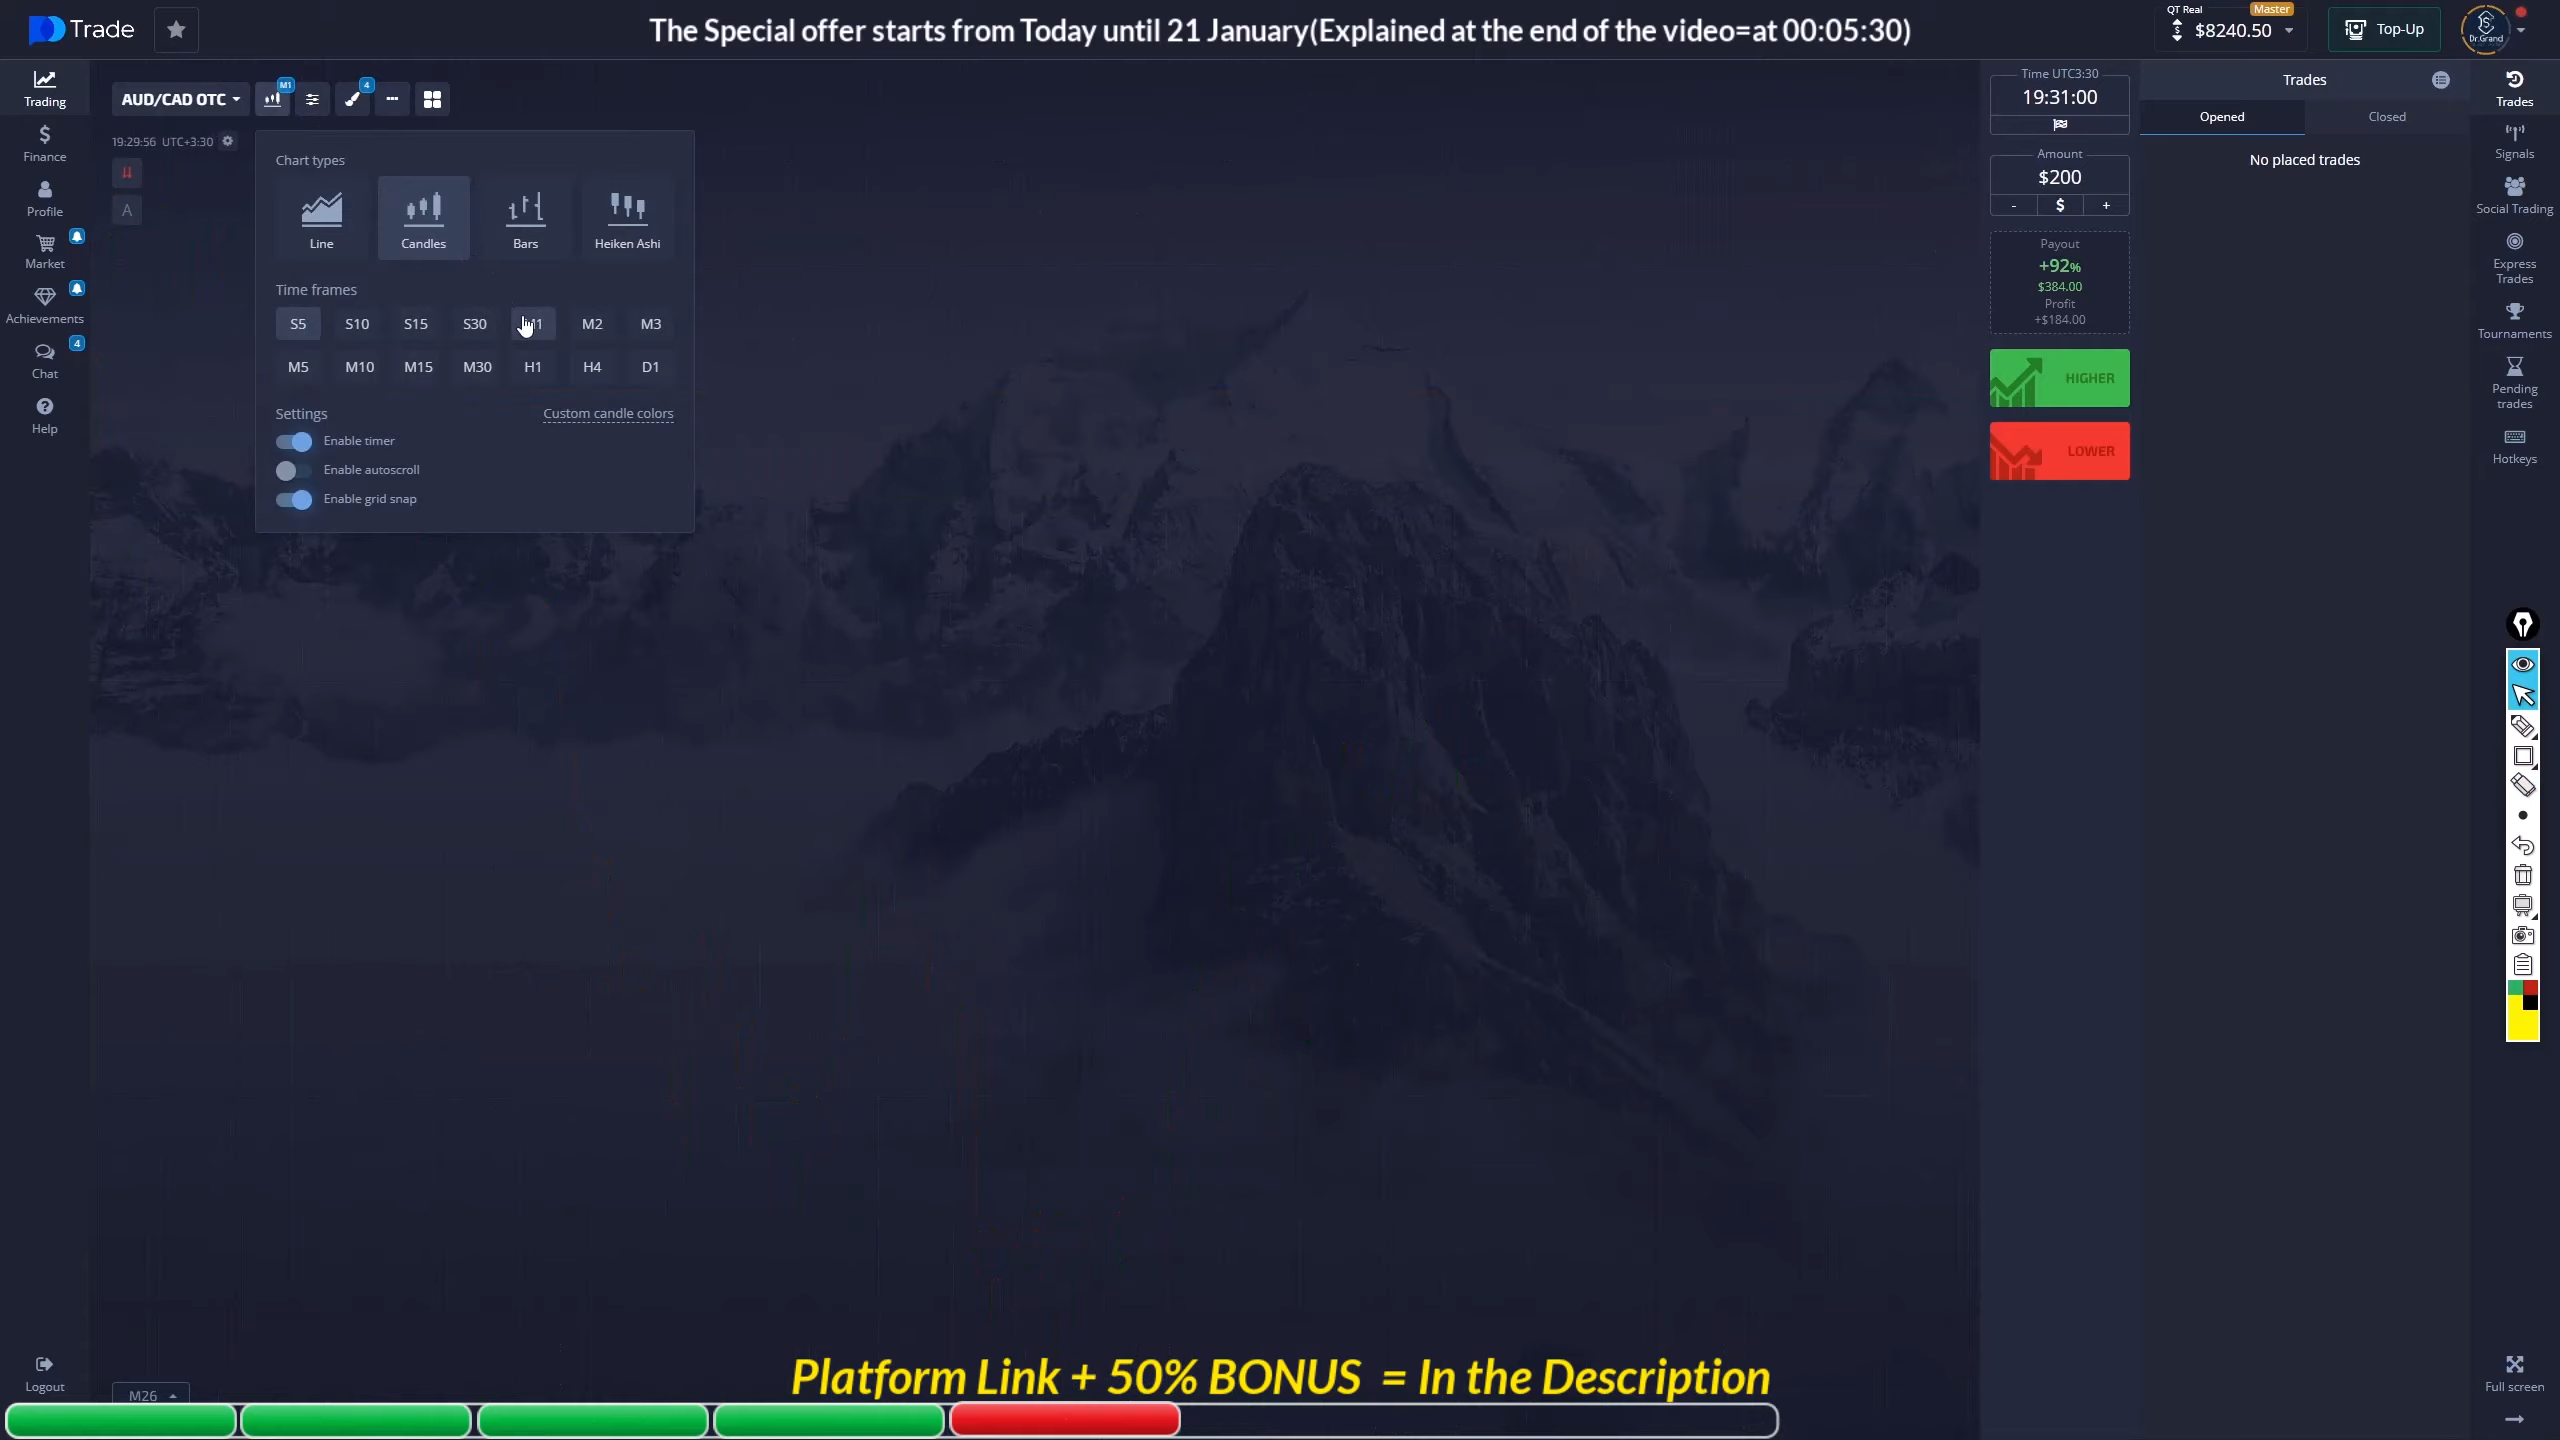 Trade
The Special offer starts from Today until 21 January(Explained at the end of the video=at 00:05:30)
QT Real
Master
$8240.50
Top-Up
Dr.Grand
Trading
Finance
Profile
Market
Achievements
4
Chat
Help
Logout
AUD/CAD OTC
M1
4
19:29:56 UTC+3:30
A
Chart types
Line
Candles
Bars
Heiken Ashi
Time frames
S5 S10 S15 S30 M1 M2 M3
M5 M10 M15 M30 H1 H4 D1
Settings
Custom candle colors
Enable timer
Enable autoscroll
Enable grid snap
Time UTC3:30
19:31:00
Amount
$200
- $ +
Payout
+92%
$384.00
Profit
+$184.00
HIGHER
LOWER
Trades
Opened
Closed
No placed trades
Trades
Signals
Social Trading
Express
Trades
Tournaments
Pending
trades
Hotkeys
Full screen
M26
Platform Link + 50% BONUS = In the Description